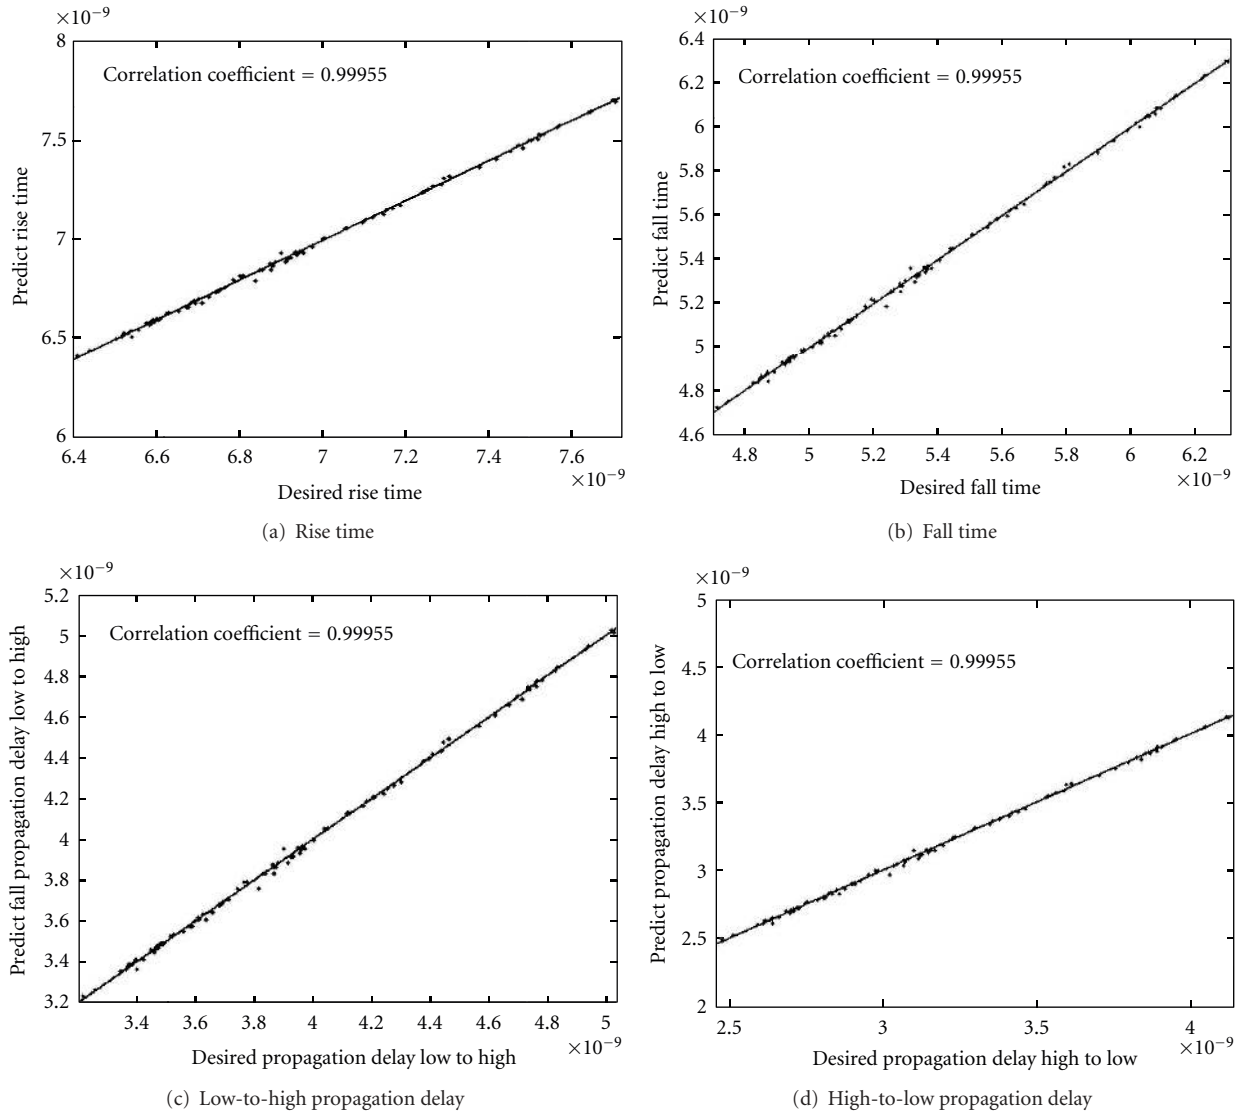 ×10⁻⁹
8
7.5
7
6.5
6
Predict rise time
Correlation coefficient = 0.99955
6.4 6.6 6.8 7 7.2 7.4 7.6
×10⁻⁹
Desired rise time
(a) Rise time
×10⁻⁹
6.4
6.2
6
5.8
5.6
5.4
5.2
5
4.8
4.6
Predict fall time
Correlation coefficient = 0.99955
4.8 5 5.2 5.4 5.6 5.8 6 6.2
×10⁻⁹
Desired fall time
(b) Fall time
×10⁻⁹
5.2
5
4.8
4.6
4.4
4.2
4
3.8
3.6
3.4
3.2
Predict fall propagation delay low to high
Correlation coefficient = 0.99955
3.4 3.6 3.8 4 4.2 4.4 4.6 4.8 5
×10⁻⁹
Desired propagation delay low to high
(c) Low-to-high propagation delay
×10⁻⁹
5
4.5
4
3.5
3
2.5
2
Predict propagation delay high to low
Correlation coefficient = 0.99955
2.5 3 3.5 4
×10⁻⁹
Desired propagation delay high to low
(d) High-to-low propagation delay